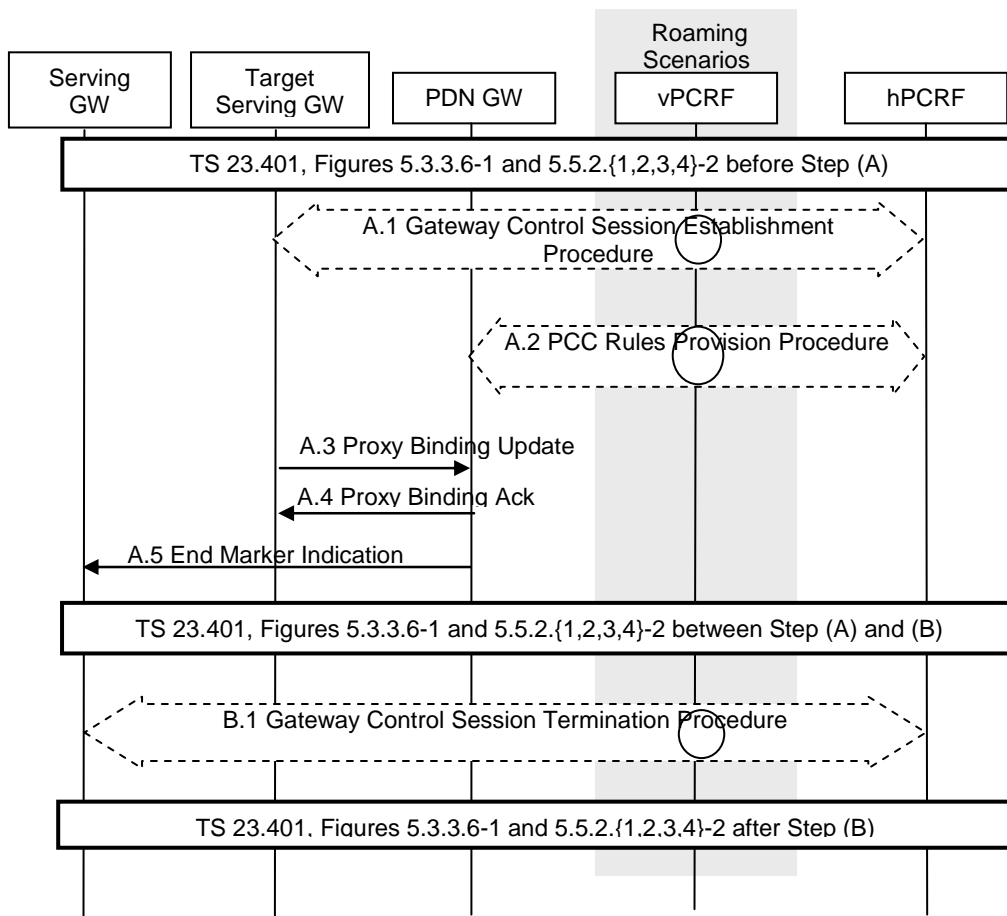 Roaming
Scenarios
Serving
GW
Target
Serving GW
PDN GW
vPCRF
hPCRF
TS 23.401, Figures 5.3.3.6-1 and 5.5.2.{1,2,3,4}-2 before Step (A)
A.1 Gateway Control Session Establishment
Procedure
A.2 PCC Rules Provision Procedure
A.3 Proxy Binding Update
A.4 Proxy Binding Ack
A.5 End Marker Indication
TS 23.401, Figures 5.3.3.6-1 and 5.5.2.{1,2,3,4}-2 between Step (A) and (B)
B.1 Gateway Control Session Termination Procedure
TS 23.401, Figures 5.3.3.6-1 and 5.5.2.{1,2,3,4}-2 after Step (B)